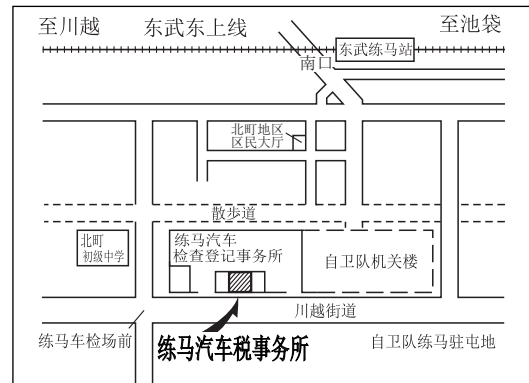 至川越
东武东上线
至池袋
东武练马站
南口
北町地区
区民大厅
散步道
北町
初级中学
练马汽车
检查登记事务所
自卫队机关楼
川越街道
练马车检场前
练马汽车税事务所
自卫队练马驻屯地